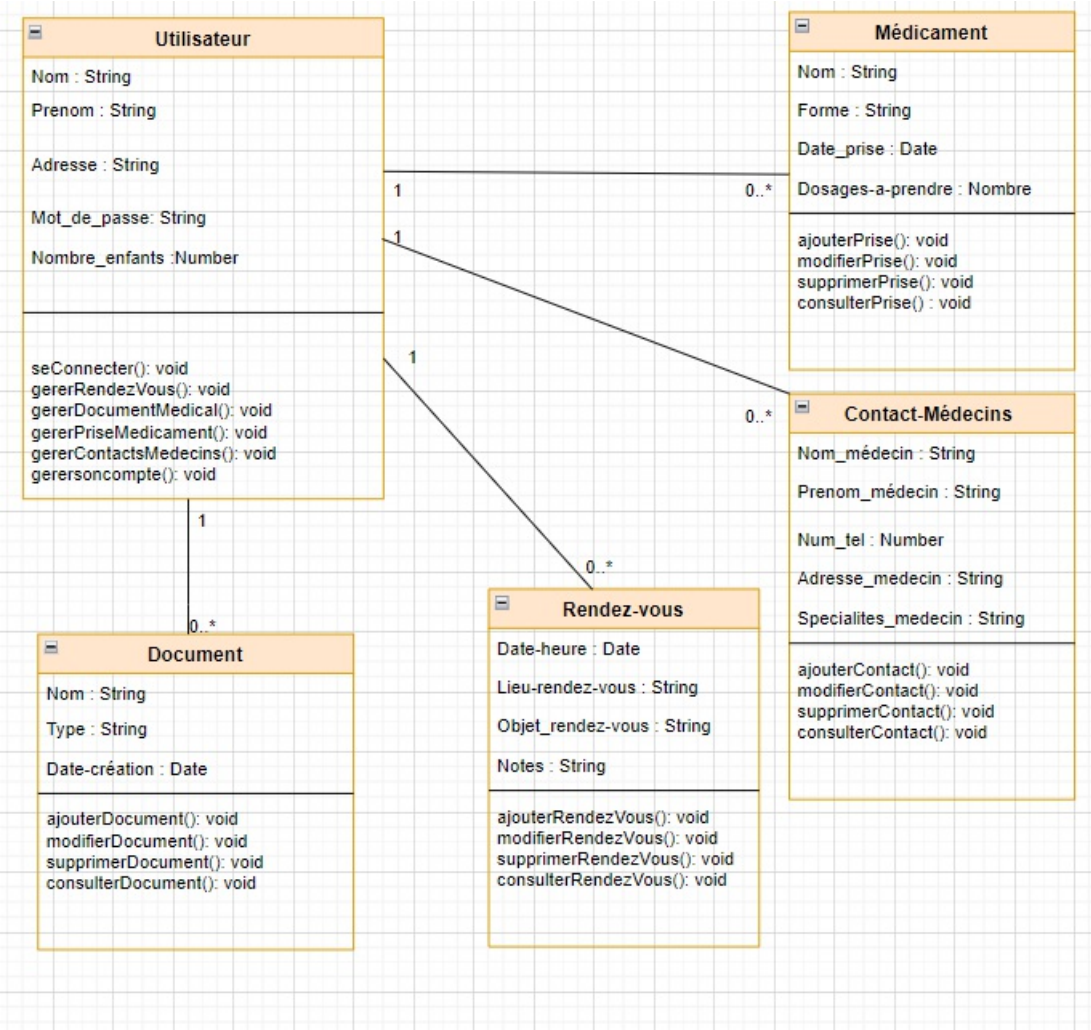 Utilisateur
Nom : String
Prenom : String
Adresse : String
Mot_de_passe: String
Nombre_enfants :Number
seConnecter(): void
gererRendezVous(): void
gererDocumentMedical(): void
gererPriseMedicament(): void
gererContactsMedecins(): void
gerersoncompte(): void
Médicament
Nom : String
Forme : String
Date_prise : Date
Dosages-a-prendre : Nombre
ajouterPrise(): void
modifierPrise(): void
supprimerPrise(): void
consulterPrise() : void
1
0..*
1
0..*
1
0..*
1
0..*
Contact-Médecins
Nom_médecin : String
Prenom_médecin : String
Num_tel : Number
Adresse_medecin : String
Specialites_medecin : String
ajouterContact(): void
modifierContact(): void
supprimerContact(): void
consulterContact(): void
Rendez-vous
Date-heure : Date
Lieu-rendez-vous : String
Objet_rendez-vous : String
Notes : String
ajouterRendezVous(): void
modifierRendezVous(): void
supprimerRendezVous(): void
consulterRendezVous(): void
Document
Nom : String
Type : String
Date-création : Date
ajouterDocument(): void
modifierDocument(): void
supprimerDocument(): void
consulterDocument(): void